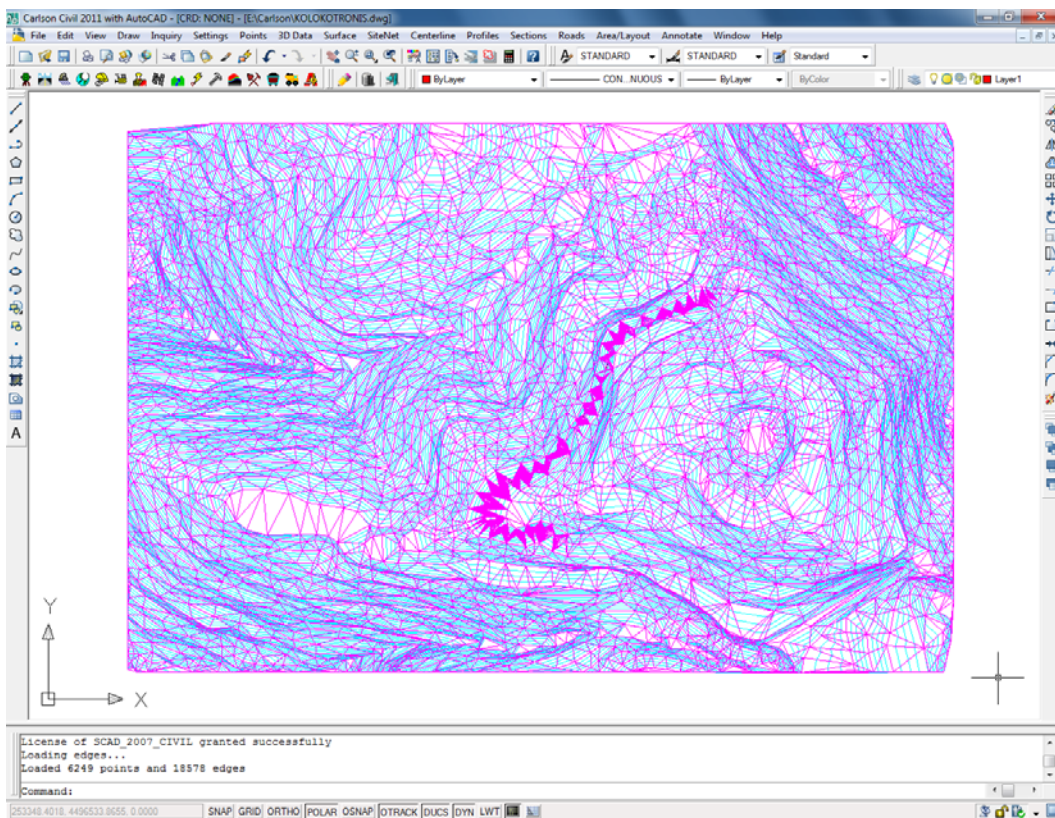 Carlson Civil 2011 with AutoCAD - [CRD: NONE] - [E:\Carlson\KOLOKOTRONIS.dwg]
File Edit View Draw Inquiry Settings Points 3D Data Surface SiteNet Centerline Profiles Sections Roads Area/Layout Annotate Window Help
STANDARD STANDARD Standard
ByLayer CON...NUOUS ByLayer ByColor Layer1
A
Y
X
License of SCAD_2007_CIVIL granted successfully
Loading edges...
Loaded 6249 points and 18578 edges
Command:
253348.4018, 4496533.8655, 0.0000 SNAP GRID ORTHO POLAR OSNAP OTRACK DUCS DYN LWT